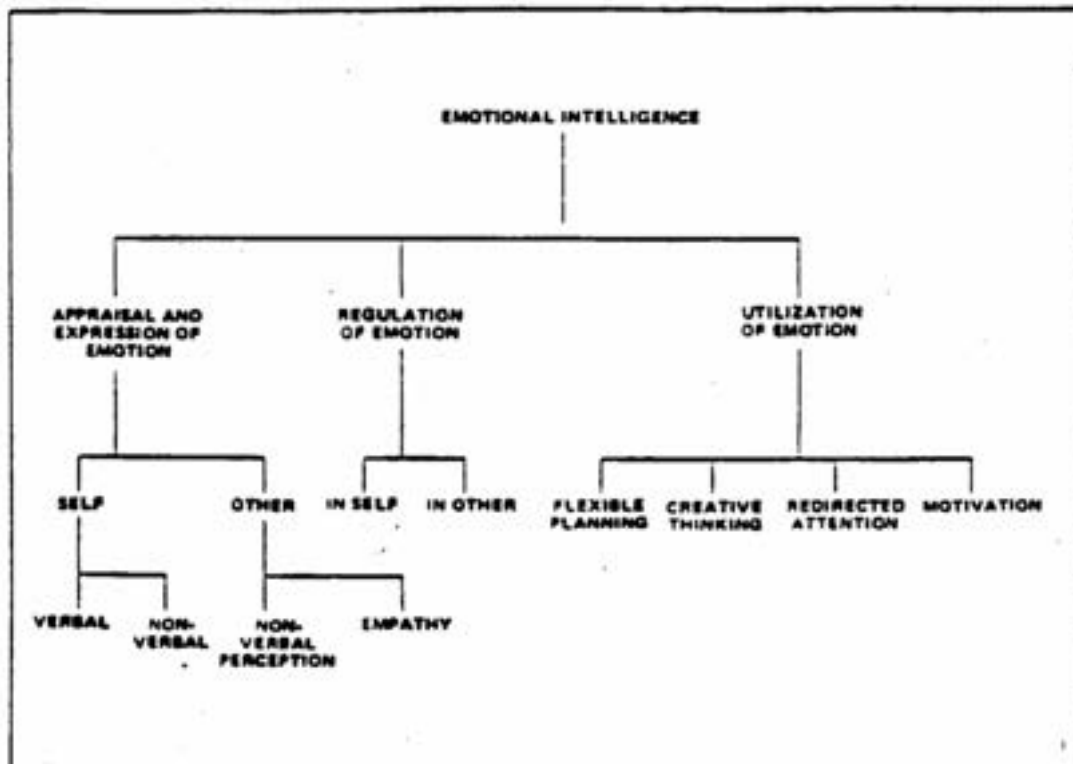 EMOTIONAL INTELLIGENCE
APPRAISAL AND
EXPRESSION OF
EMOTION
REGULATION
OF EMOTION
UTILIZATION
OF EMOTION
SELF
OTHER
IN SELF
IN OTHER
FLEXIBLE
PLANNING
CREATIVE
THINKING
REDIRECTED
ATTENTION
MOTIVATION
VERBAL
NON-
VERBAL
NON-
VERBAL
PERCEPTION
EMPATHY